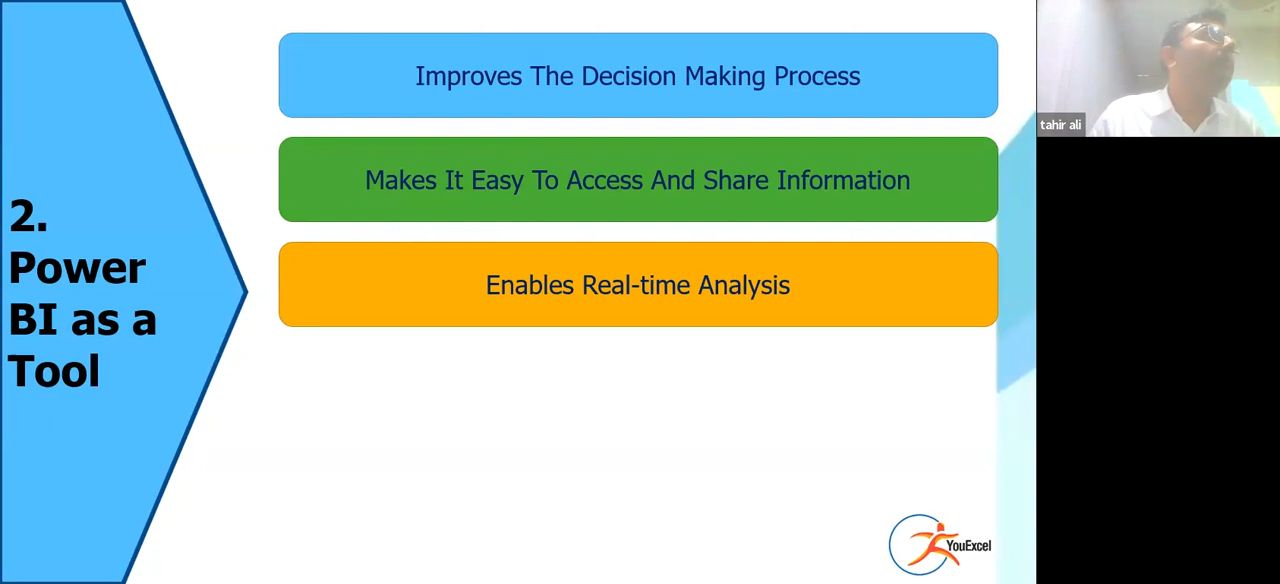 2.
Power
BI as a
Tool
Improves The Decision Making Process
Makes It Easy To Access And Share Information
Enables Real-time Analysis
YouExcel
tahir ali